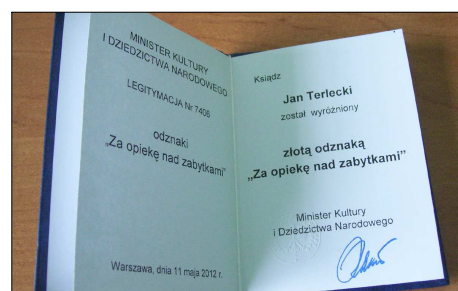 MINISTER KULTURY
I DZIEDZICTWA NARODOWEGO
LEGITYMACJA Nr 7406
odznaki
„Za opiekę nad zabytkami”
Warszawa, dnia 11 maja 2012 r.
Ksiądz
Jan Terlecki
został wyróżniony
złotą odznaką
„Za opiekę nad zabytkami”
Minister Kultury
i Dziedzictwa Narodowego